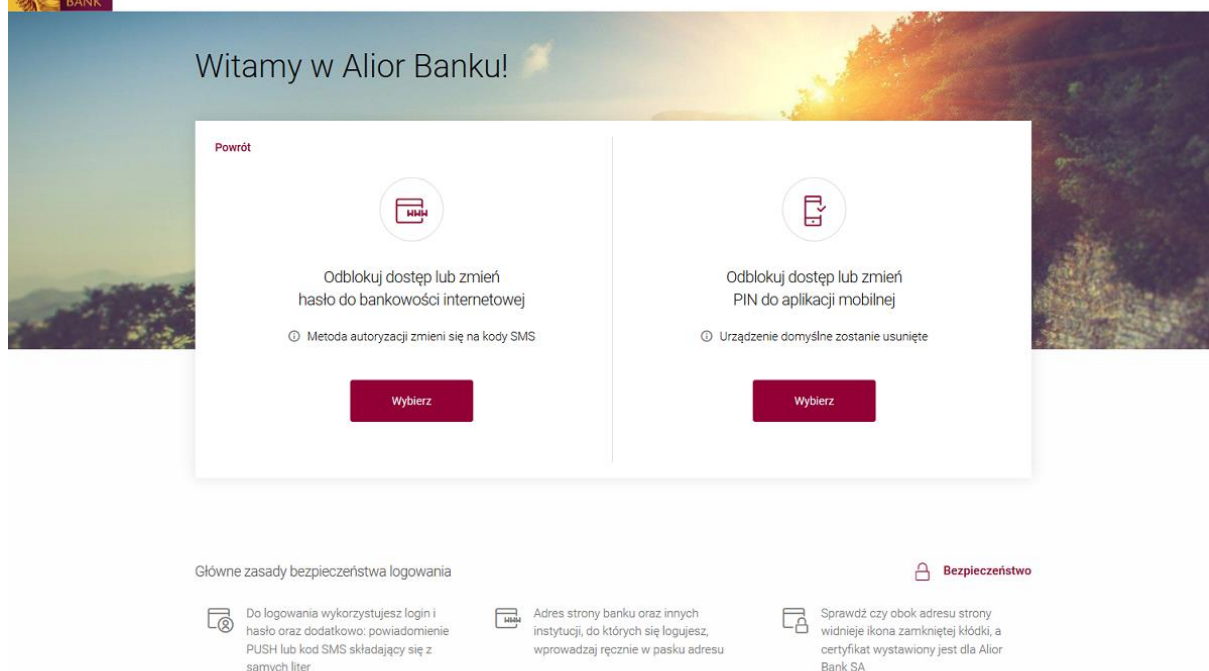 BANK
Witamy w Alior Banku!
Powrót
Odblokuj dostęp lub zmień
hasło do bankowości internetowej
Metoda autoryzacji zmieni się na kody SMS
Wybierz
Odblokuj dostęp lub zmień
PIN do aplikacji mobilnej
Urządzenie domyślne zostanie usunięte
Wybierz
Główne zasady bezpieczeństwa logowania
Bezpieczeństwo
Do logowania wykorzystujesz login i
hasło oraz dodatkowo: powiadomienie
PUSH lub kod SMS składający się z
samych liter
Adres strony banku oraz innych
instytucji, do których się logujesz,
wprowadzaj ręcznie w pasku adresu
Sprawdź czy obok adresu strony
widnieje ikona zamkniętej kłódki, a
certyfikat wystawiony jest dla Alior
Bank SA